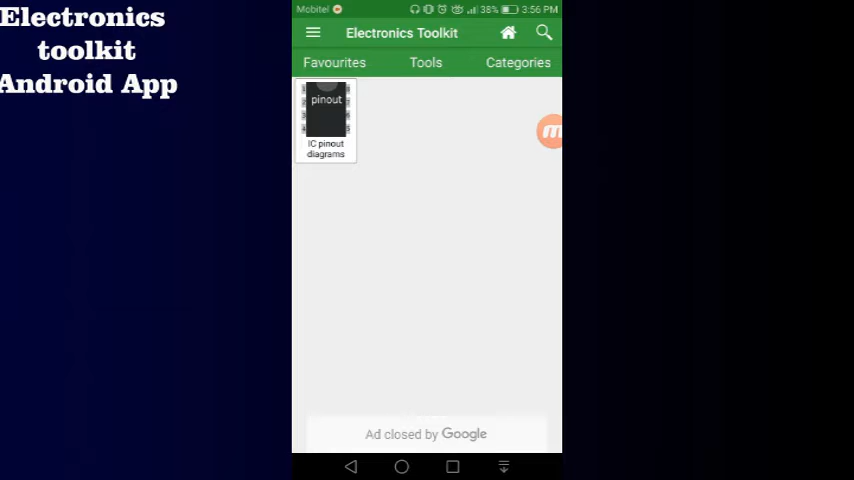 Electronics
toolkit
Android App
Mobitel 38% 3:56 PM
Electronics Toolkit
Favourites Tools Categories
pinout
IC pinout
diagrams
Ad closed by Google